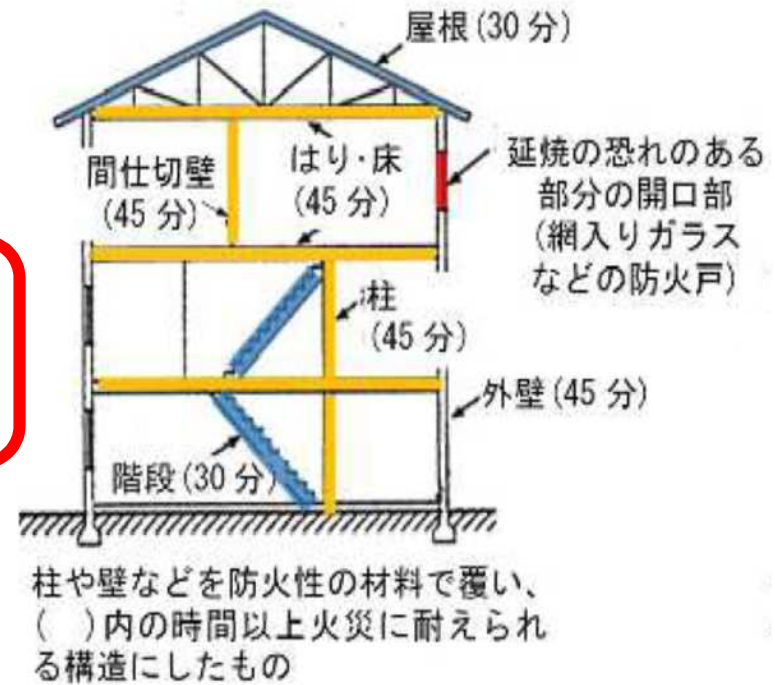 屋根(30分)
間仕切壁
(45分)
はり・床
(45分)
延焼の恐れのある
部分の開口部
(網入りガラス
などの防火戸)
柱
(45分)
外壁(45分)
階段(30分)
柱や壁などを防火性の材料で覆い、
( )内の時間以上火災に耐えられ
る構造にしたもの